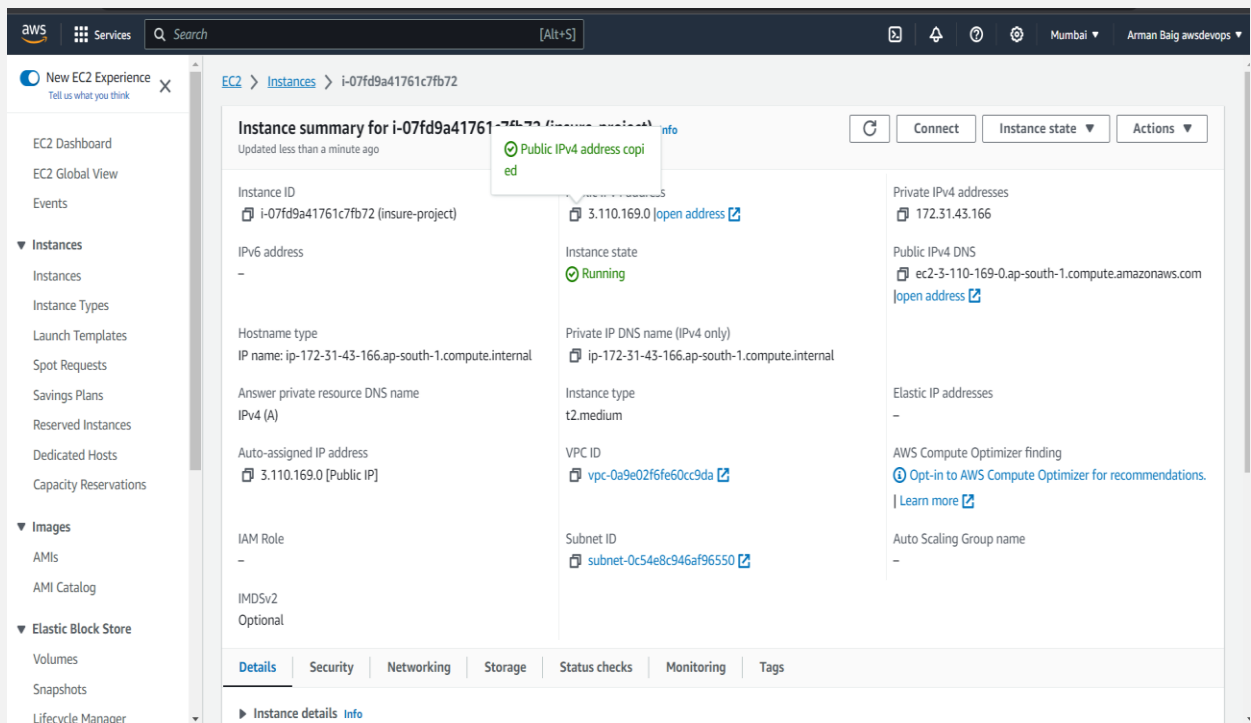 aws Services Search [Alt+S] Mumbai ▼ Arman Baig awsdevops ▼
New EC2 Experience
Tell us what you think
EC2 Dashboard
EC2 Global View
Events
▼ Instances
Instances
Instance Types
Launch Templates
Spot Requests
Savings Plans
Reserved Instances
Dedicated Hosts
Capacity Reservations
▼ Images
AMIs
AMI Catalog
▼ Elastic Block Store
Volumes
Snapshots
Lifecycle Manager
EC2 > Instances > i-07fd9a41761c7fb72
Instance summary for i-07fd9a41761c7fb72 (insure-project) Info
Updated less than a minute ago
Connect
Instance state ▼
Actions ▼
Public IPv4 address copi
ed
Instance ID
i-07fd9a41761c7fb72 (insure-project)
address
3.110.169.0 |open address
Private IPv4 addresses
172.31.43.166
IPv6 address
–
Instance state
Running
Public IPv4 DNS
ec2-3-110-169-0.ap-south-1.compute.amazonaws.com
|open address
Hostname type
IP name: ip-172-31-43-166.ap-south-1.compute.internal
Private IP DNS name (IPv4 only)
ip-172-31-43-166.ap-south-1.compute.internal
Answer private resource DNS name
IPv4 (A)
Instance type
t2.medium
Elastic IP addresses
–
Auto-assigned IP address
3.110.169.0 [Public IP]
VPC ID
vpc-0a9e02f6fe60cc9da
AWS Compute Optimizer finding
Opt-in to AWS Compute Optimizer for recommendations.
| Learn more
IAM Role
–
Subnet ID
subnet-0c54e8c946af96550
Auto Scaling Group name
–
IMDSv2
Optional
Details Security Networking Storage Status checks Monitoring Tags
▶ Instance details Info